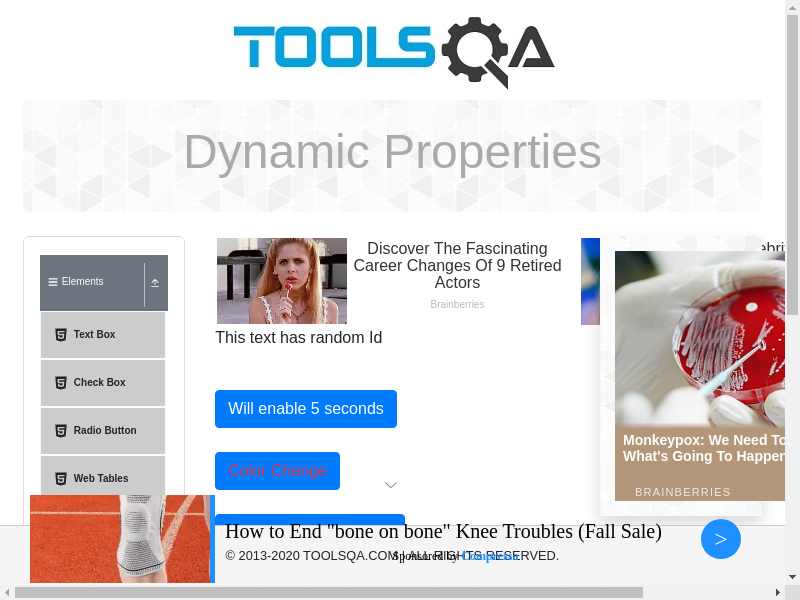 TOOLSQA
Dynamic Properties
Elements
Text Box
Check Box
Radio Button
Web Tables
Discover The Fascinating
Career Changes Of 9 Retired
Actors
Brainberries
This text has random Id
Will enable 5 seconds
Color Change
Monkeypox: We Need To
What's Going To Happen
BRAINBERRIES
How to End "bone on bone" Knee Troubles (Fall Sale)
>
© 2013-2020 TOOLSQA.COM | ALL RIGHTS RESERVED.
Sponsored by